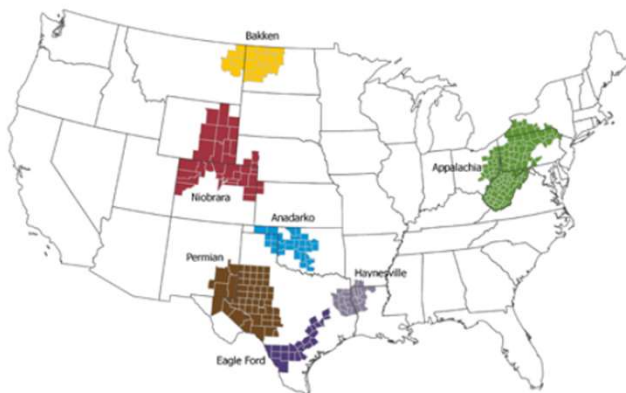 Bakken
Appalachia
Niobrara
Anadarko
Permian
Haynesville
Eagle Ford